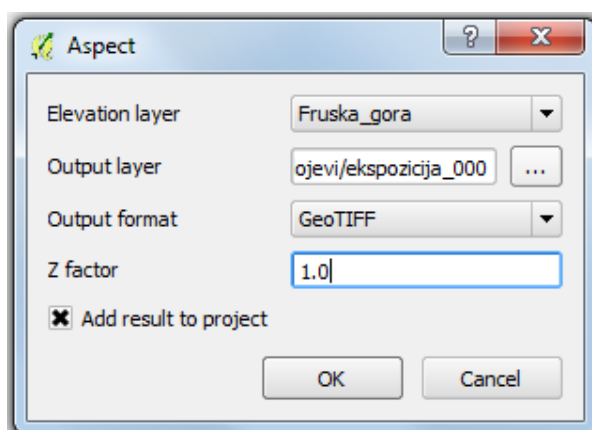 Aspect
Elevation layer Fruska_gora
Output layer ojevi/ekspozicija_000 ...
Output format GeoTIFF
Z factor 1.0
Add result to project
OK Cancel